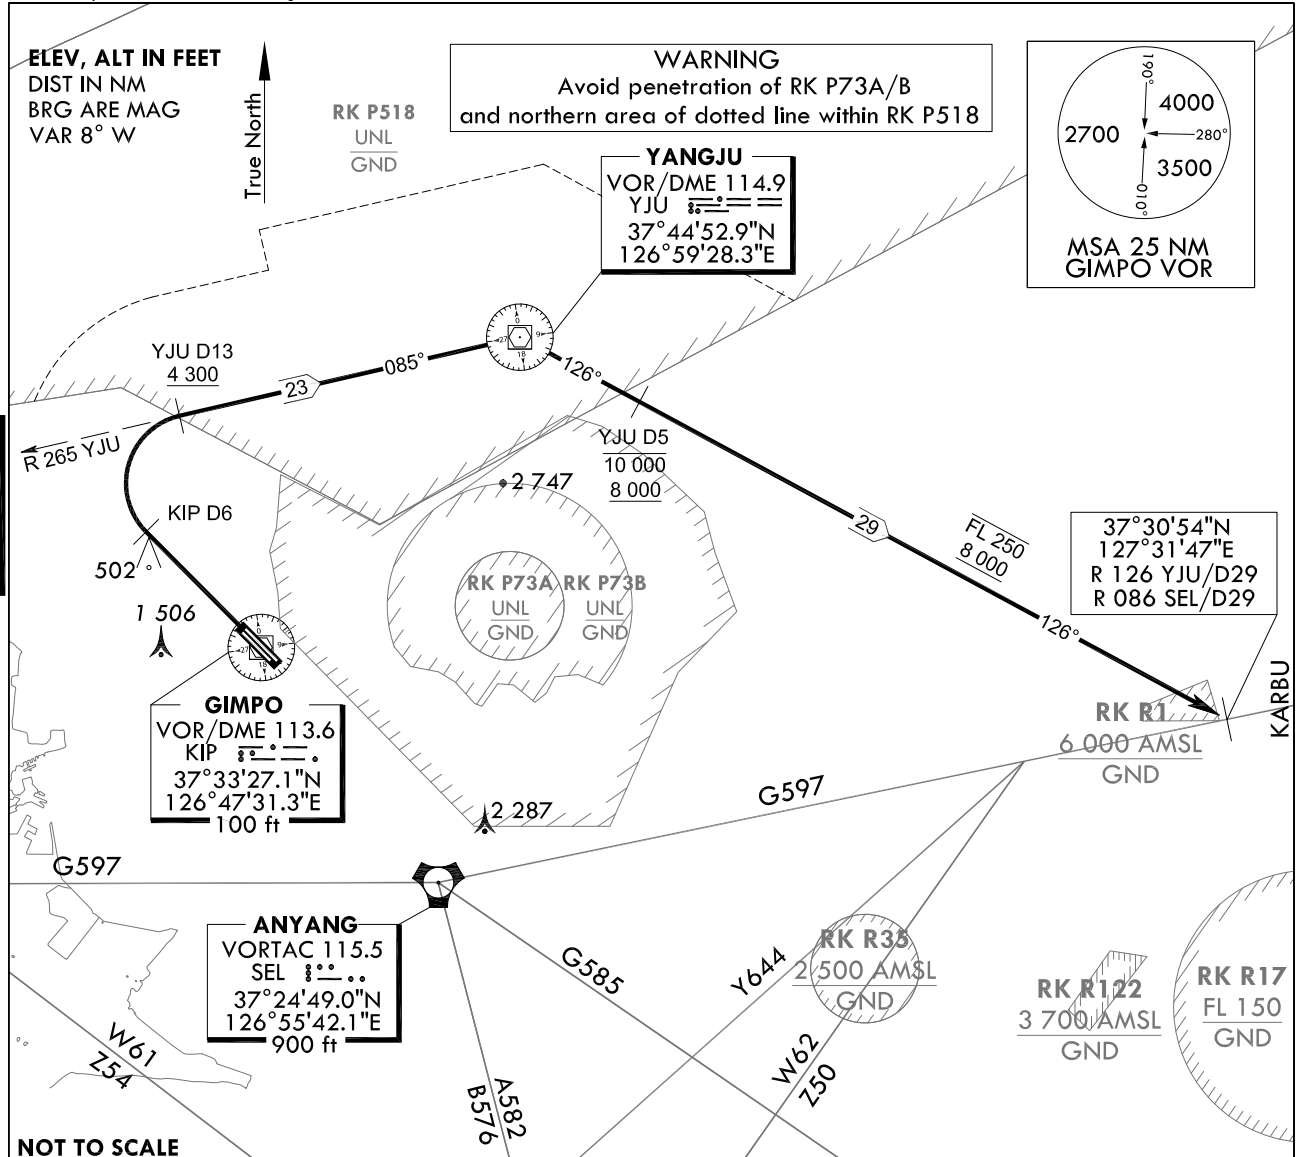 ELEV, ALT IN FEET
DIST IN NM
BRG ARE MAG
VAR 8° W
True North
RK P518
UNL
GND
WARNING
Avoid penetration of RK P73A/B
and northern area of dotted line within RK P518
190°
4000
2700
280°
3500
010°
MSA 25 NM
GIMPO VOR
YANGJU
VOR/DME 114.9
YJU
37°44'52.9"N
126°59'28.3"E
0
9
18
27
YJU D13
4 300
23
085°
126°
R 265 YJU
YJU D5
10 000
8 000
KIP D6
502
1 506
2 747
29
FL 250
8 000
37°30'54"N
127°31'47"E
R 126 YJU/D29
R 086 SEL/D29
RK P73A
UNL
GND
RK P73B
UNL
GND
126°
0
9
18
27
GIMPO
VOR/DME 113.6
KIP
37°33'27.1"N
126°47'31.3"E
100 ft
KARBU
RK R1
6 000 AMSL
GND
G597
2 287
G597
ANYANG
VORTAC 115.5
SEL
37°24'49.0"N
126°55'42.1"E
900 ft
G585
Y644
RK R35
2 500 AMSL
GND
RK R122
3 700 AMSL
GND
RK R17
FL 150
GND
W61
Z54
A582
B576
W62
Z50
NOT TO SCALE